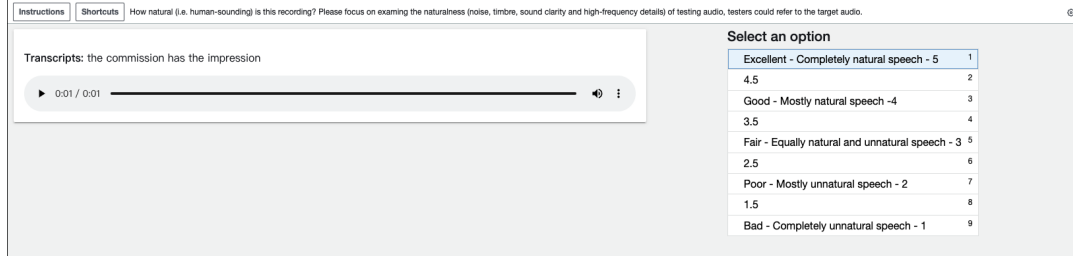 Instructions Shortcuts How natural (i.e. human-sounding) is this recording? Please focus on examing the naturalness (noise, timbre, sound clarity and high-frequency details) of testing audio, testers could refer to the target audio.
Transcripts: the commission has the impression
0:01 / 0:01
Select an option
Excellent - Completely natural speech - 5 1
4.5 2
Good - Mostly natural speech -4 3
3.5 4
Fair - Equally natural and unnatural speech - 3 5
2.5 6
Poor - Mostly unnatural speech - 2 7
1.5 8
Bad - Completely unnatural speech - 1 9